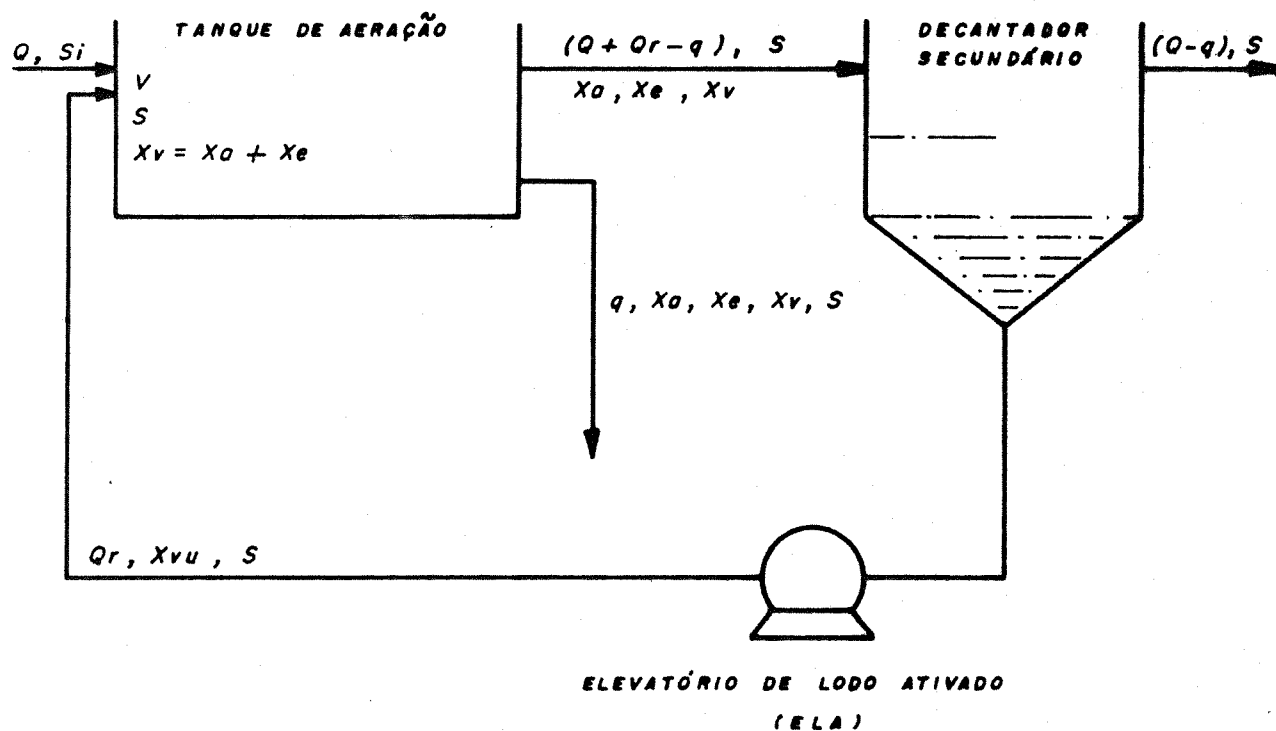 TANQUE DE AERAÇÃO
Q, Si
V
S
Xv = Xa + Xe
(Q + Qr - q), S
Xa, Xe, Xv
DECANTADOR
SECUNDÁRIO
(Q-q), S
q, Xa, Xe, Xv, S
Qr, Xvu, S
ELEVATÓRIO DE LODO ATIVADO
(ELA)